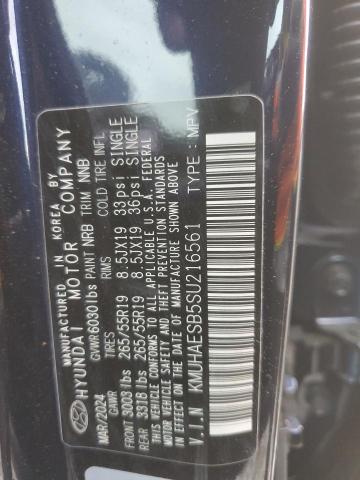 MANUFACTURED IN KOREA BY
HYUNDAI MOTOR COMPANY
GVWR 6030 lbs PAINT NRB TRIM NNB
MAR/2024 GAWR TIRES COLD TIRE INFL.
FRONT 3003 lbs 265/55R19 8.5JX19 33psi SINGLE
REAR 3318 lbs 265/55R19 8.5JX19 36psi SINGLE
THIS VEHICLE CONFORMS TO ALL APPLICABLE U.S.A. FEDERAL
MOTOR VEHICLE SAFETY AND THEFT PREVENTION STANDARDS
IN EFFECT ON THE DATE OF MANUFACTURE SHOWN ABOVE.
V.I.N KMUHAESB5SU216561 TYPE : MPV